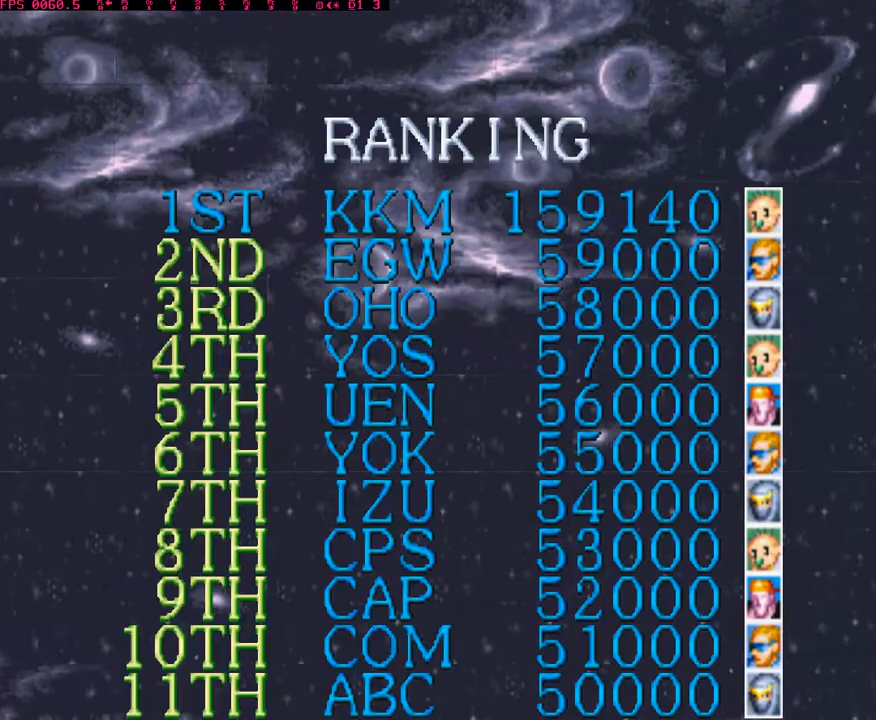 FPS 0060.5
RANKING
1ST KKM 159140
2ND EGW 59000
3RD OHO 58000
4TH YOS 57000
5TH UEN 56000
6TH YOK 55000
7TH IZU 54000
8TH CPS 53000
9TH CAP 52000
10TH COM 51000
11TH ABC 50000